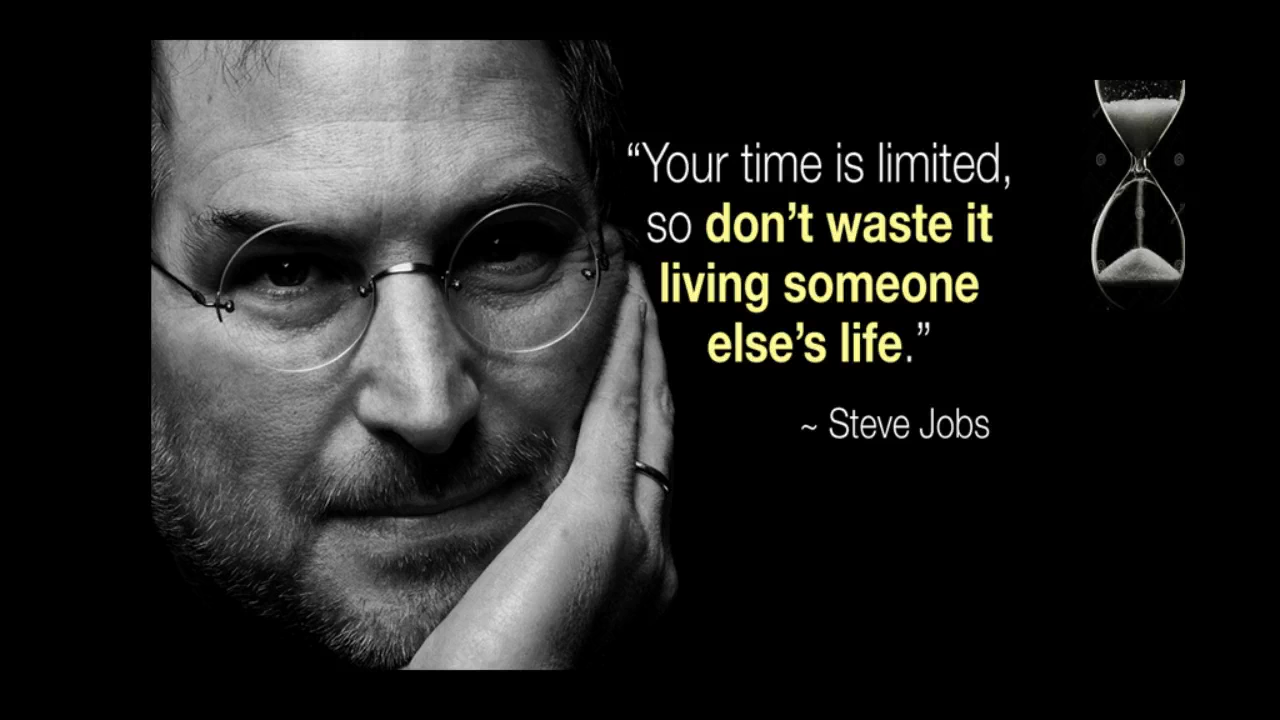 “Your time is limited,
so don’t waste it
living someone
else’s life.”
~ Steve Jobs